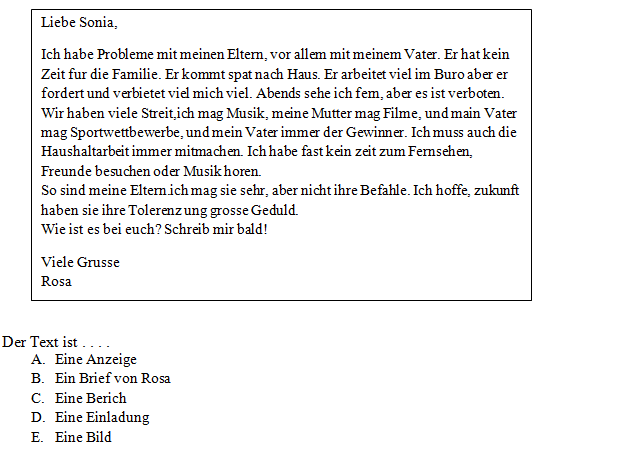 Liebe Sonia,
Ich habe Probleme mit meinen Eltern, vor allem mit meinem Vater. Er hat kein
Zeit fur die Familie. Er kommt spat nach Haus. Er arbeitet viel im Buro aber er
fordert und verbietet viel mich viel. Abends sehe ich fern, aber es ist verboten.
Wir haben viele Streit,ich mag Musik, meine Mutter mag Filme, und main Vater
mag Sportwettbewerbe, und mein Vater immer der Gewinner. Ich muss auch die
Haushaltarbeit immer mitmachen. Ich habe fast kein zeit zum Fernsehen,
Freunde besuchen oder Musik horen.
So sind meine Eltern.ich mag sie sehr, aber nicht ihre Befahle. Ich hoffe, zukunft
haben sie ihre Tolerenz ung grosse Geduld.
Wie ist es bei euch? Schreib mir bald!
Viele Grusse
Rosa
Der Text ist . . . .
A. Eine Anzeige
B. Ein Brief von Rosa
C. Eine Berich
D. Eine Einladung
E. Eine Bild